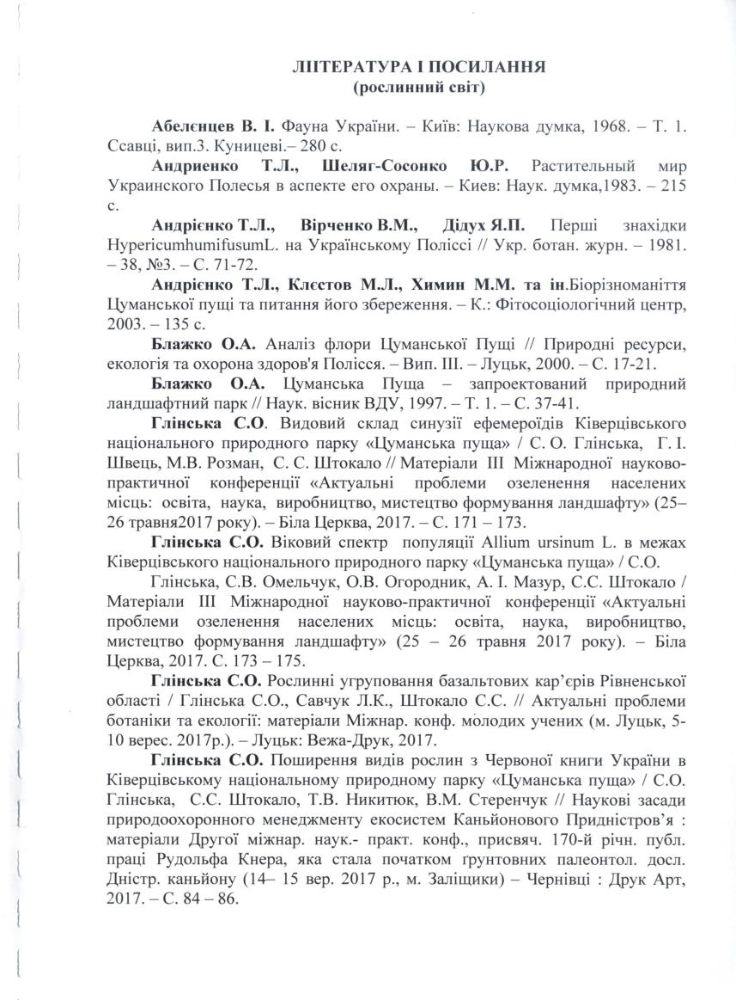 ЛІІТЕРАТУРА І ПОСИЛАННЯ
(рослинний світ)
Абелєнцев В. І. Фауна України. – Київ: Наукова думка, 1968. – Т. 1.
Ссавці, вип.3. Куницеві.– 280 с.
Андриенко Т.Л., Шеляг-Сосонко Ю.Р. Растительный мир
Украинского Полесья в аспекте его охраны. – Киев: Наук. думка,1983. – 215
с.
Андрієнко Т.Л., Вірченко В.М., Дідух Я.П. Перші знахідки
HypericumhumifusumL. на Українському Поліссі // Укр. ботан. журн. – 1981.
– 38, №3. – С. 71-72.
Андрієнко Т.Л., Клєстов М.Л., Химин М.М. та ін.Біорізноманіття
Цуманської пущі та питання його збереження. – К.: Фітосоціологічний центр,
2003. – 135 с.
Блажко О.А. Аналіз флори Цуманської Пущі // Природні ресурси,
екологія та охорона здоров'я Полісся. – Вип. ІІІ. – Луцьк, 2000. – С. 17-21.
Блажко О.А. Цуманська Пуща – запроектований природний
ландшафтний парк // Наук. вісник ВДУ, 1997. – Т. 1. – С. 37-41.
Глінська С.О. Видовий склад синузії ефемероїдів Ківерцівського
національного природного парку «Цуманська пуща» / С. О. Глінська, Г. І.
Швець, М.В. Розман, С. С. Штокало // Матеріали ІІІ Міжнародної науково-
практичної конференції «Актуальні проблеми озеленення населених
місць: освіта, наука, виробництво, мистецтво формування ландшафту» (25–
26 травня2017 року). – Біла Церква, 2017. – С. 171 – 173.
Глінська С.О. Віковий спектр популяції Allium ursinum L. в межах
Ківерцівського національного природного парку «Цуманська пуща» / С.О.
Глінська, С.В. Омельчук, О.В. Огородник, А. І. Мазур, С.С. Штокало /
Матеріали ІІІ Міжнародної науково-практичної конференції «Актуальні
проблеми озеленення населених місць: освіта, наука, виробництво,
мистецтво формування ландшафту» (25 – 26 травня 2017 року). – Біла
Церква, 2017. С. 173 – 175.
Глінська С.О. Рослинні угруповання базальтових кар’єрів Рівненської
області / Глінська С.О., Савчук Л.К., Штокало С.С. // Актуальні проблеми
ботаніки та екології: матеріали Міжнар. конф. молодих учених (м. Луцьк, 5-
10 верес. 2017р.). – Луцьк: Вежа-Друк, 2017.
Глінська С.О. Поширення видів рослин з Червоної книги України в
Ківерцівському національному природному парку «Цуманська пуща» / С.О.
Глінська, С.С. Штокало, Т.В. Никитюк, В.М. Стеренчук // Наукові засади
природоохоронного менеджменту екосистем Каньйонового Придністров’я :
матеріали Другої міжнар. наук.- практ. конф., присвяч. 170-й річн. публ.
праці Рудольфа Кнера, яка стала початком ґрунтовних палеонтол. досл.
Дністр. каньйону (14– 15 вер. 2017 р., м. Заліщики) – Чернівці : Друк Арт,
2017. – С. 84 – 86.